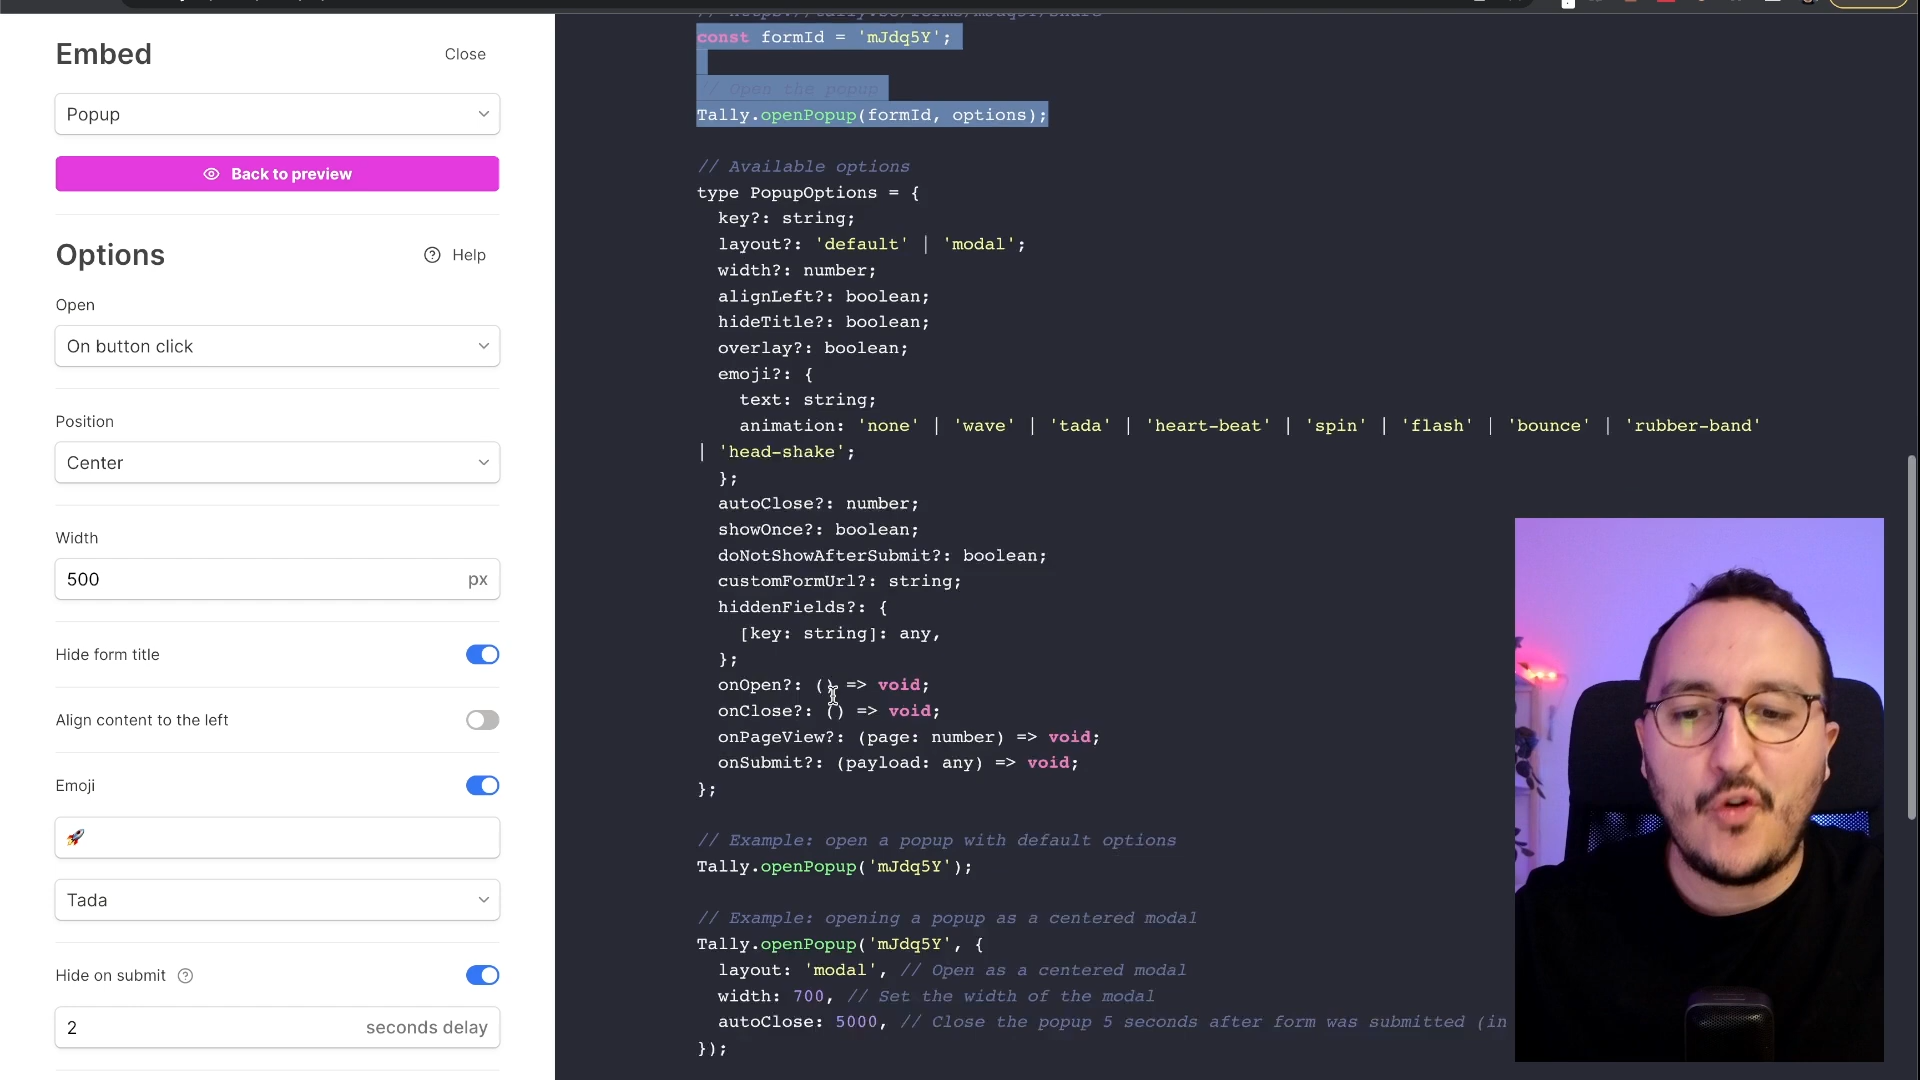 Embed
Close
Popup
Back to preview
Options
Help
Open
On button click
Position
Center
Width
500 px
Hide form title
Align content to the left
Emoji
🚀
Tada
Hide on submit
2 seconds delay
const formId = 'mJdq5Y';
// Open the popup
Tally.openPopup(formId, options);
// Available options
type PopupOptions = {
key?: string;
layout?: 'default' | 'modal';
width?: number;
alignLeft?: boolean;
hideTitle?: boolean;
overlay?: boolean;
emoji?: {
text: string;
animation: 'none' | 'wave' | 'tada' | 'heart-beat' | 'spin' | 'flash' | 'bounce' | 'rubber-band'
| 'head-shake';
};
autoClose?: number;
showOnce?: boolean;
doNotShowAfterSubmit?: boolean;
customFormUrl?: string;
hiddenFields?: {
[key: string]: any,
};
onOpen?: () => void;
onClose?: () => void;
onPageView?: (page: number) => void;
onSubmit?: (payload: any) => void;
};
// Example: open a popup with default options
Tally.openPopup('mJdq5Y');
// Example: opening a popup as a centered modal
Tally.openPopup('mJdq5Y', {
layout: 'modal', // Open as a centered modal
width: 700, // Set the width of the modal
autoClose: 5000, // Close the popup 5 seconds after form was submitted (in
});